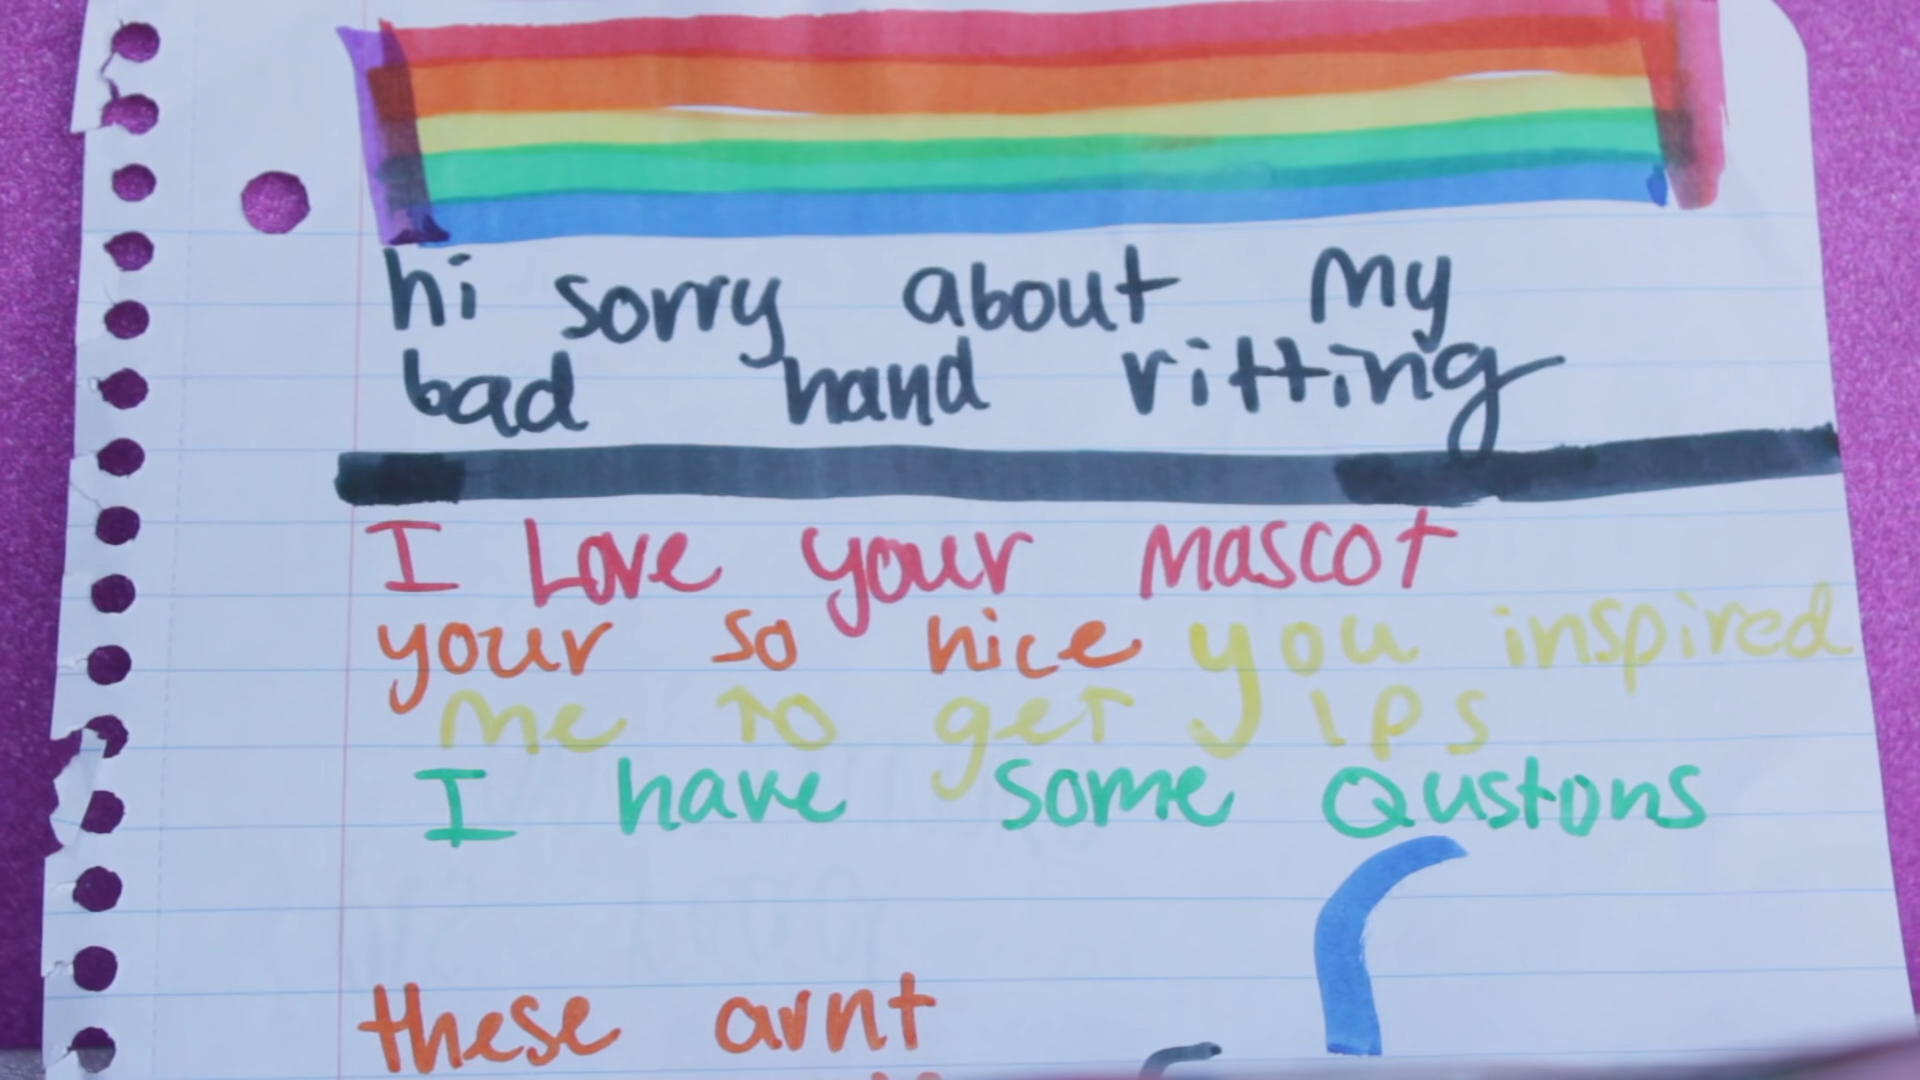 hi sorry about my
bad hand ritting
I Love your mascot
your so nice you inspired
me to get lps
I have some Qustons
these arnt